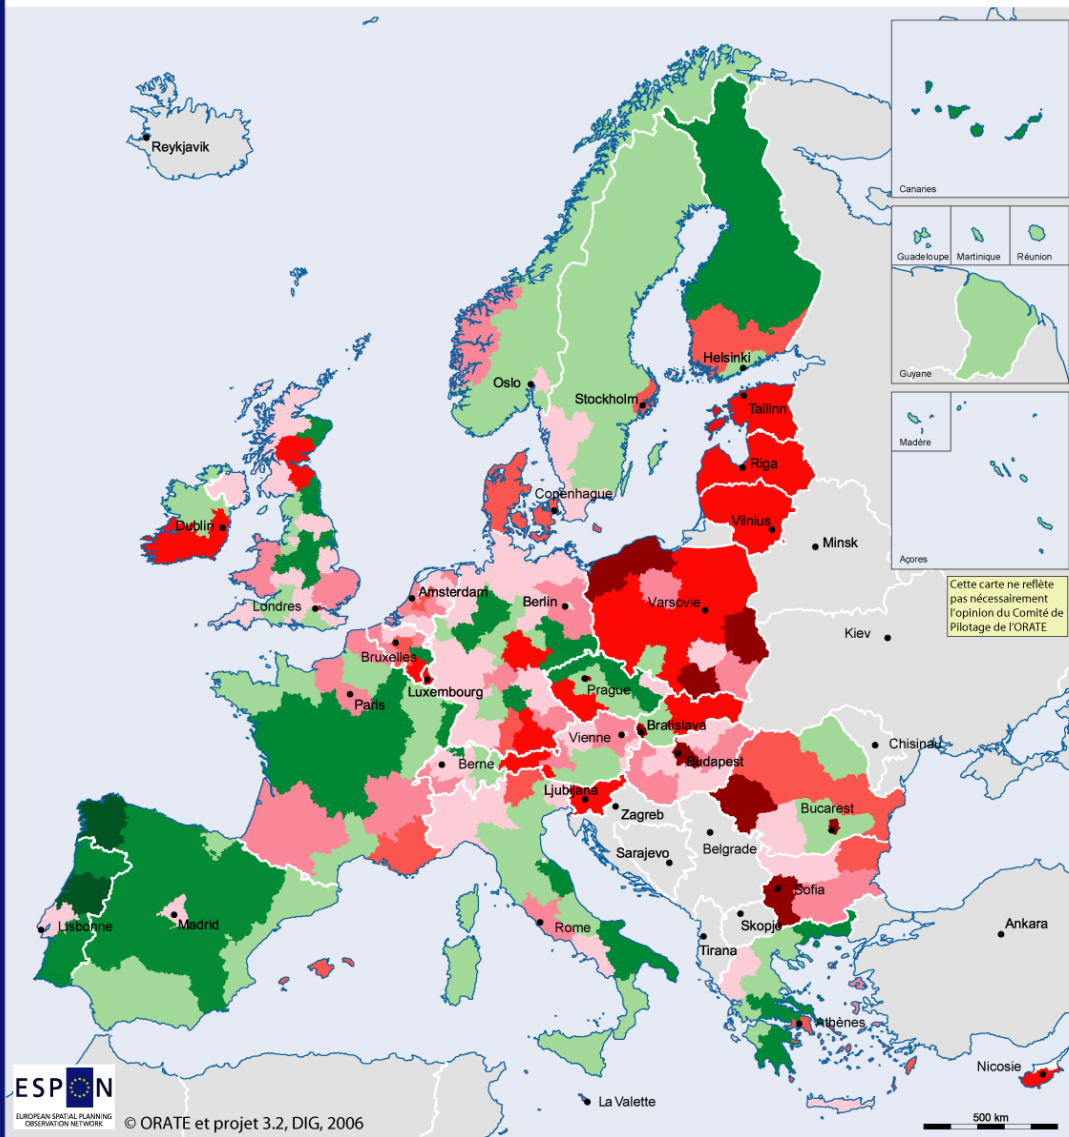 Reykjavik
Canaries
Guadeloupe
Martinique
Réunion
Guyane
Helsinki
Oslo
Stockholm
Tallinn
Madère
Riga
Copenhague
Dublin
Vilnius
Minsk
Açores
Cette carte ne reflète
pas nécessairement
l'opinion du Comité de
Pilotage de l'ORATE
Amsterdam
Berlin
Varsovie
Londres
Kiev
Bruxelles
Luxembourg
Prague
Paris
Bratislava
Vienne
Chisinau
Berne
Budapest
Ljubljana
Zagreb
Bucarest
Belgrade
Sarajevo
Sofia
Madrid
Lisbonne
Rome
Skopje
Ankara
Tirana
Athènes
Nicosie
La Valette
ESPON
EUROPEAN SPATIAL PLANNING
OBSERVATION NETWORK
© ORATE et projet 3.2, DIG, 2006
500 km